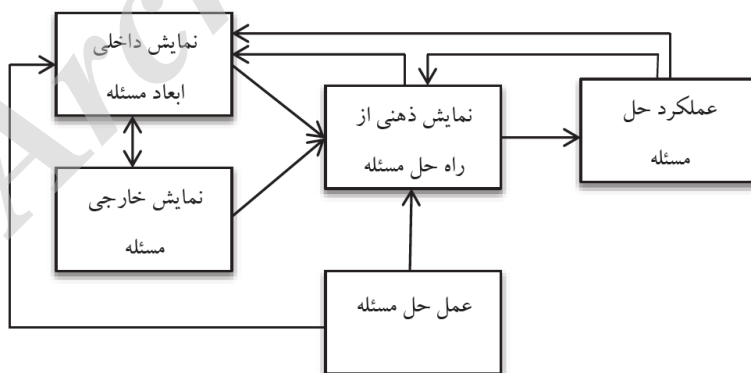 نمایش داخلی
ابعاد مسئله
نمایش ذهنی از
راه حل مسئله
عملکرد حل
مسئله
نمایش خارجی
مسئله
عمل حل مسئله